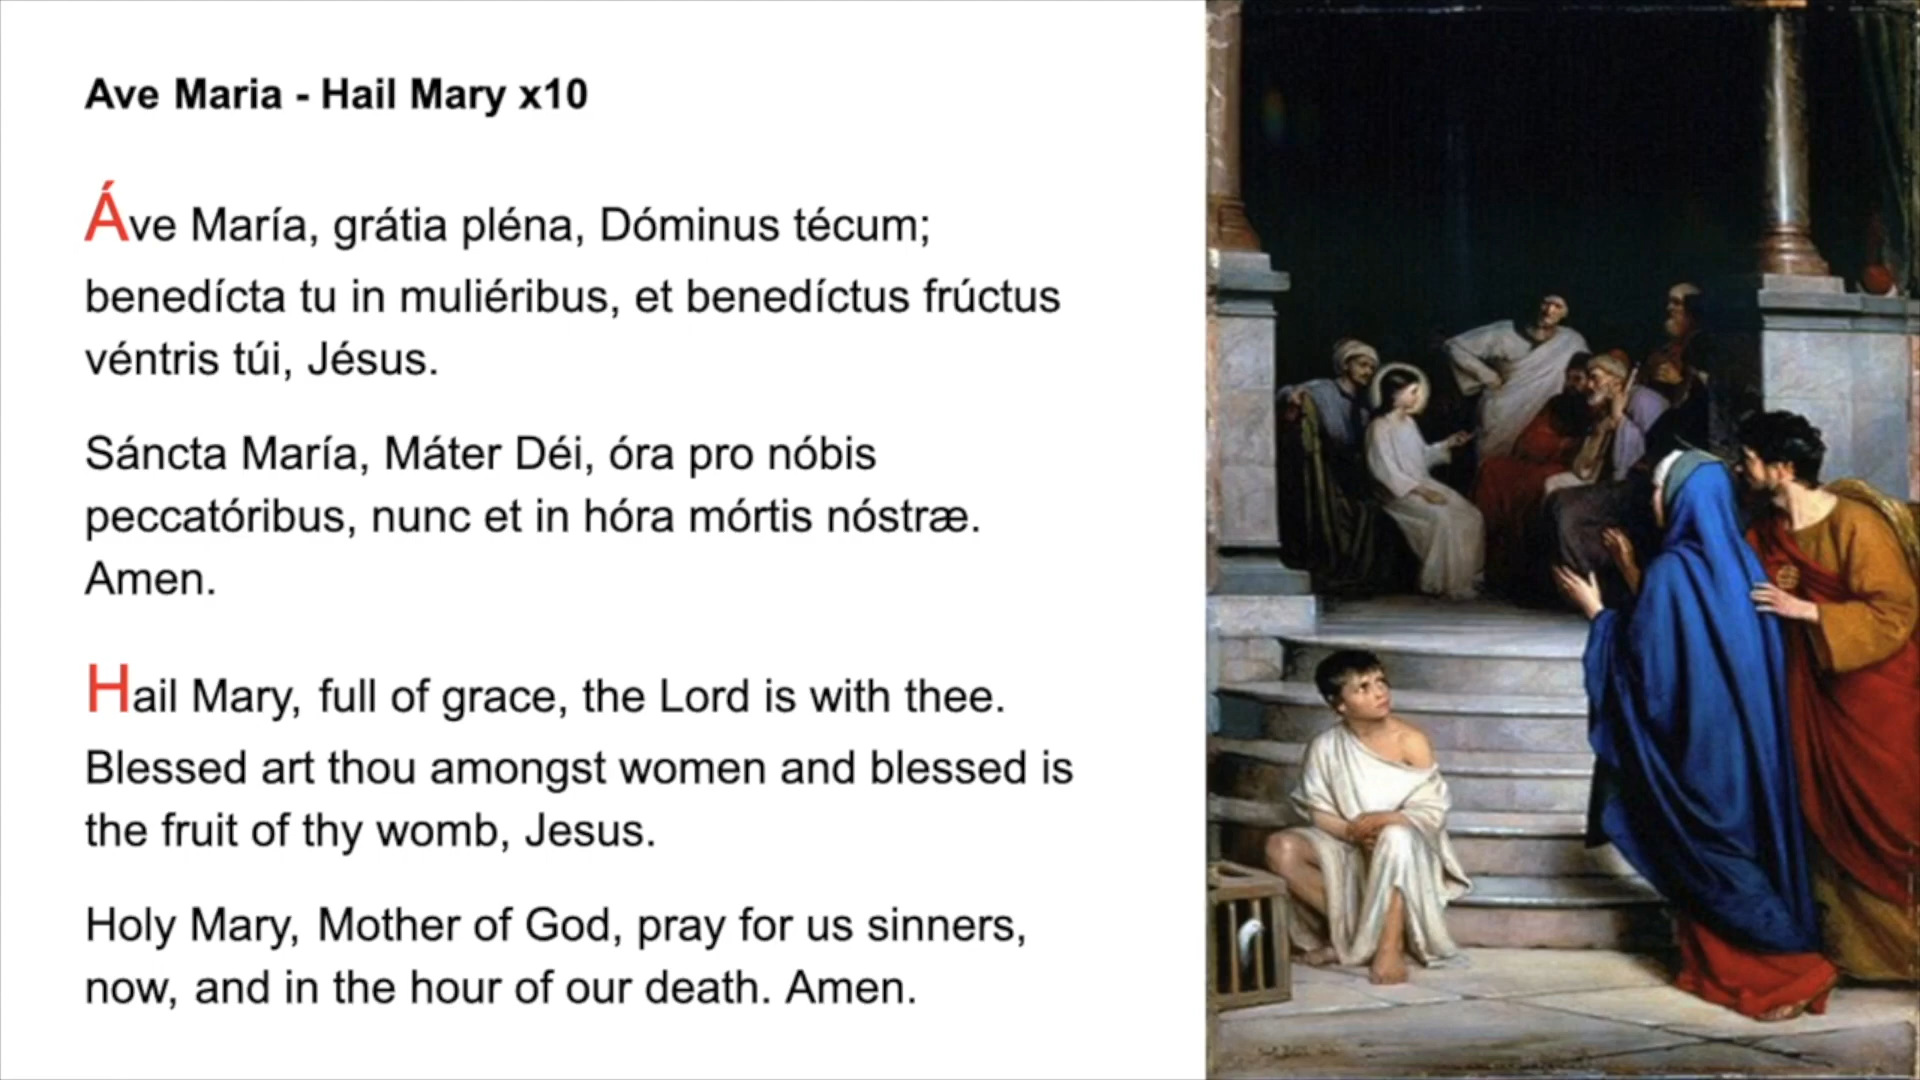 Ave Maria - Hail Mary x10
Áve María, grátia pléna, Dóminus técum;
benedícta tu in muliéribus, et benedíctus frúctus
véntris túi, Jésus.
Sáncta María, Máter Déi, óra pro nóbis
peccatóribus, nunc et in hóra mórtis nóstræ.
Amen.
Hail Mary, full of grace, the Lord is with thee.
Blessed art thou amongst women and blessed is
the fruit of thy womb, Jesus.
Holy Mary, Mother of God, pray for us sinners,
now, and in the hour of our death. Amen.